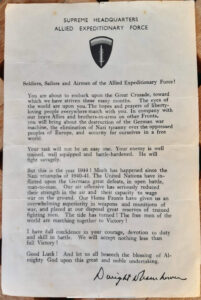 SUPREME HEADQUARTERS
ALLIED EXPEDITIONARY FORCE
Soldiers, Sailors and Airmen of the Allied Expeditionary Force!
You are about to embark upon the Great Crusade, toward
which we have striven these many months. The eyes of
the world are upon you. The hopes and prayers of liberty-
loving people everywhere march with you. In company with
our brave Allies and brothers-in-arms on other Fronts,
you will bring about the destruction of the German war
machine, the elimination of Nazi tyranny over the oppressed
peoples of Europe, and security for ourselves in a free
world.
Your task will not be an easy one. Your enemy is well
trained, well equipped and battle-hardened. He will
fight savagely.
But this is the year 1944! Much has happened since the
Nazi triumphs of 1940-41. The United Nations have in-
flicted upon the Germans great defeats, in open battle,
man-to-man. Our air offensive has seriously reduced
their strength in the air and their capacity to wage
war on the ground. Our Home Fronts have given us an
overwhelming superiority in weapons and munitions of
war, and placed at our disposal great reserves of trained
fighting men. The tide has turned! The free men of the
world are marching together to Victory!
I have full confidence in your courage, devotion to duty
and skill in battle. We will accept nothing less than
full Victory!
Good Luck! And let us all beseech the blessing of Al-
mighty God upon this great and noble undertaking.
Dwight D Eisenhower